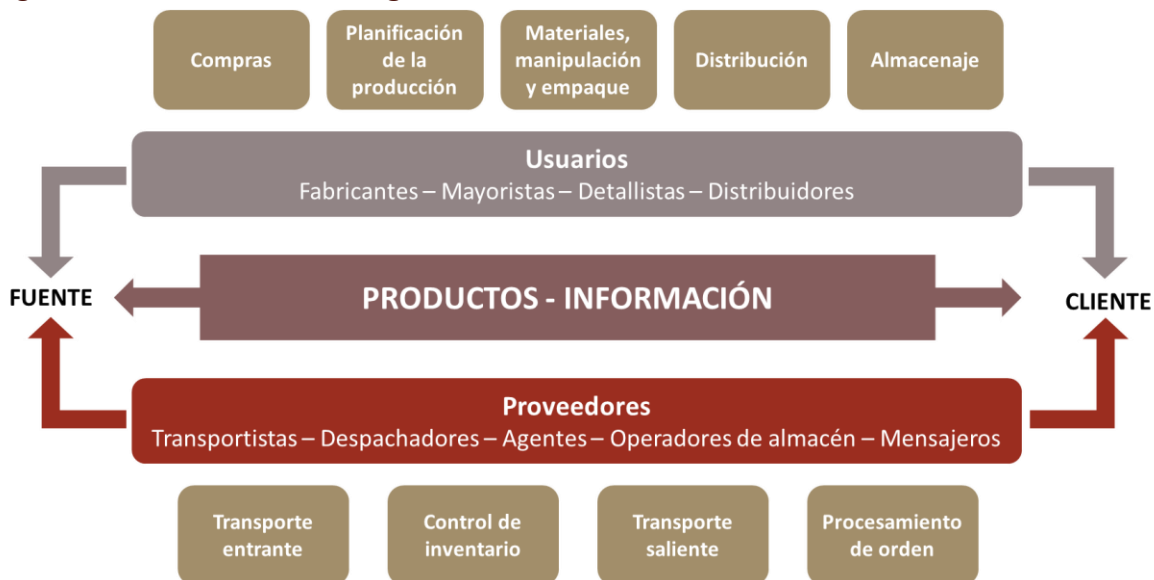 Compras
Planificación
de la
producción
Materiales,
manipulación
y empaque
Distribución
Almacenaje
Usuarios
Fabricantes – Mayoristas – Detallistas – Distribuidores
FUENTE
PRODUCTOS - INFORMACIÓN
CLIENTE
Proveedores
Transportistas – Despachadores – Agentes – Operadores de almacén – Mensajeros
Transporte
entrante
Control de
inventario
Transporte
saliente
Procesamiento
de orden